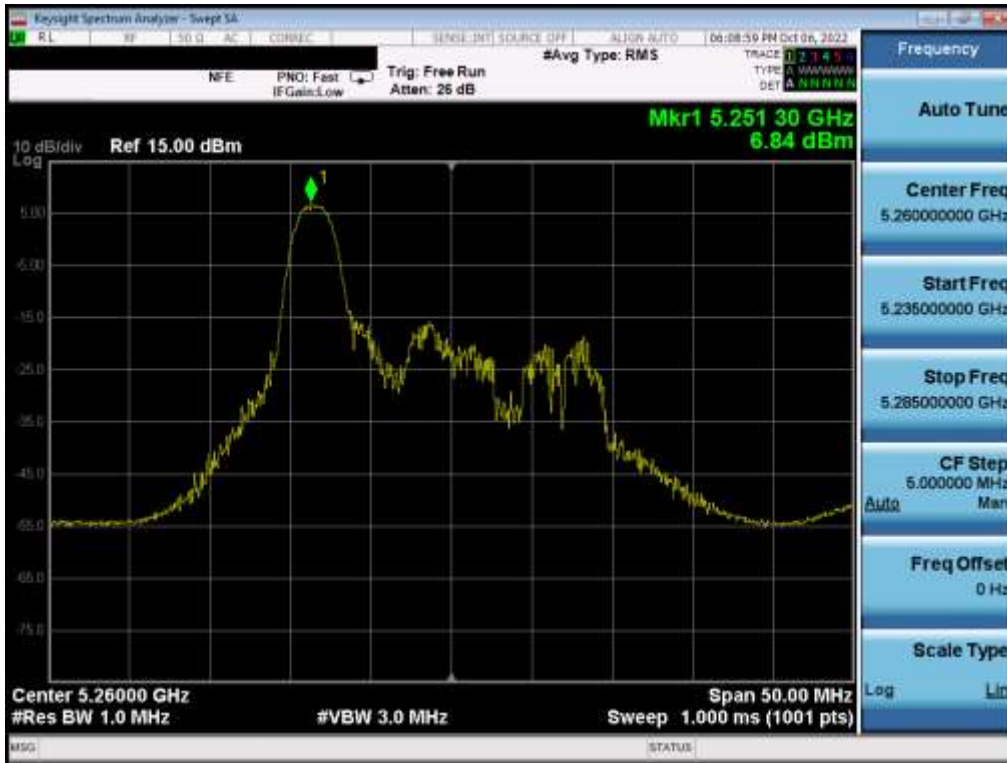 Keysight Spectrum Analyzer - Swept SA
RL RF 50 Ω AC CORREC SENSE:INT SOURCE OFF ALIGN AUTO 06:08:59 PM Oct 06, 2022
#Avg Type: RMS
TRACE 1 2 3 4 5 6
TYPE A WWWWW
DET A N N N N N
NFE
PNO: Fast
IFGain:Low
Trig: Free Run
Atten: 26 dB
Mkr1 5.251 30 GHz
6.84 dBm
10 dB/div
Log
Ref 15.00 dBm
1
5.00
-5.00
-15.0
-25.0
-35.0
-45.0
-55.0
-65.0
-75.0
Center 5.26000 GHz
Span 50.00 MHz
#Res BW 1.0 MHz
#VBW 3.0 MHz
Sweep 1.000 ms (1001 pts)
MSG
STATUS
Frequency
Auto Tune
Center Freq
5.260000000 GHz
Start Freq
5.235000000 GHz
Stop Freq
5.285000000 GHz
CF Step
5.000000 MHz
Auto Man
Freq Offset
0 Hz
Scale Type
Log Lin